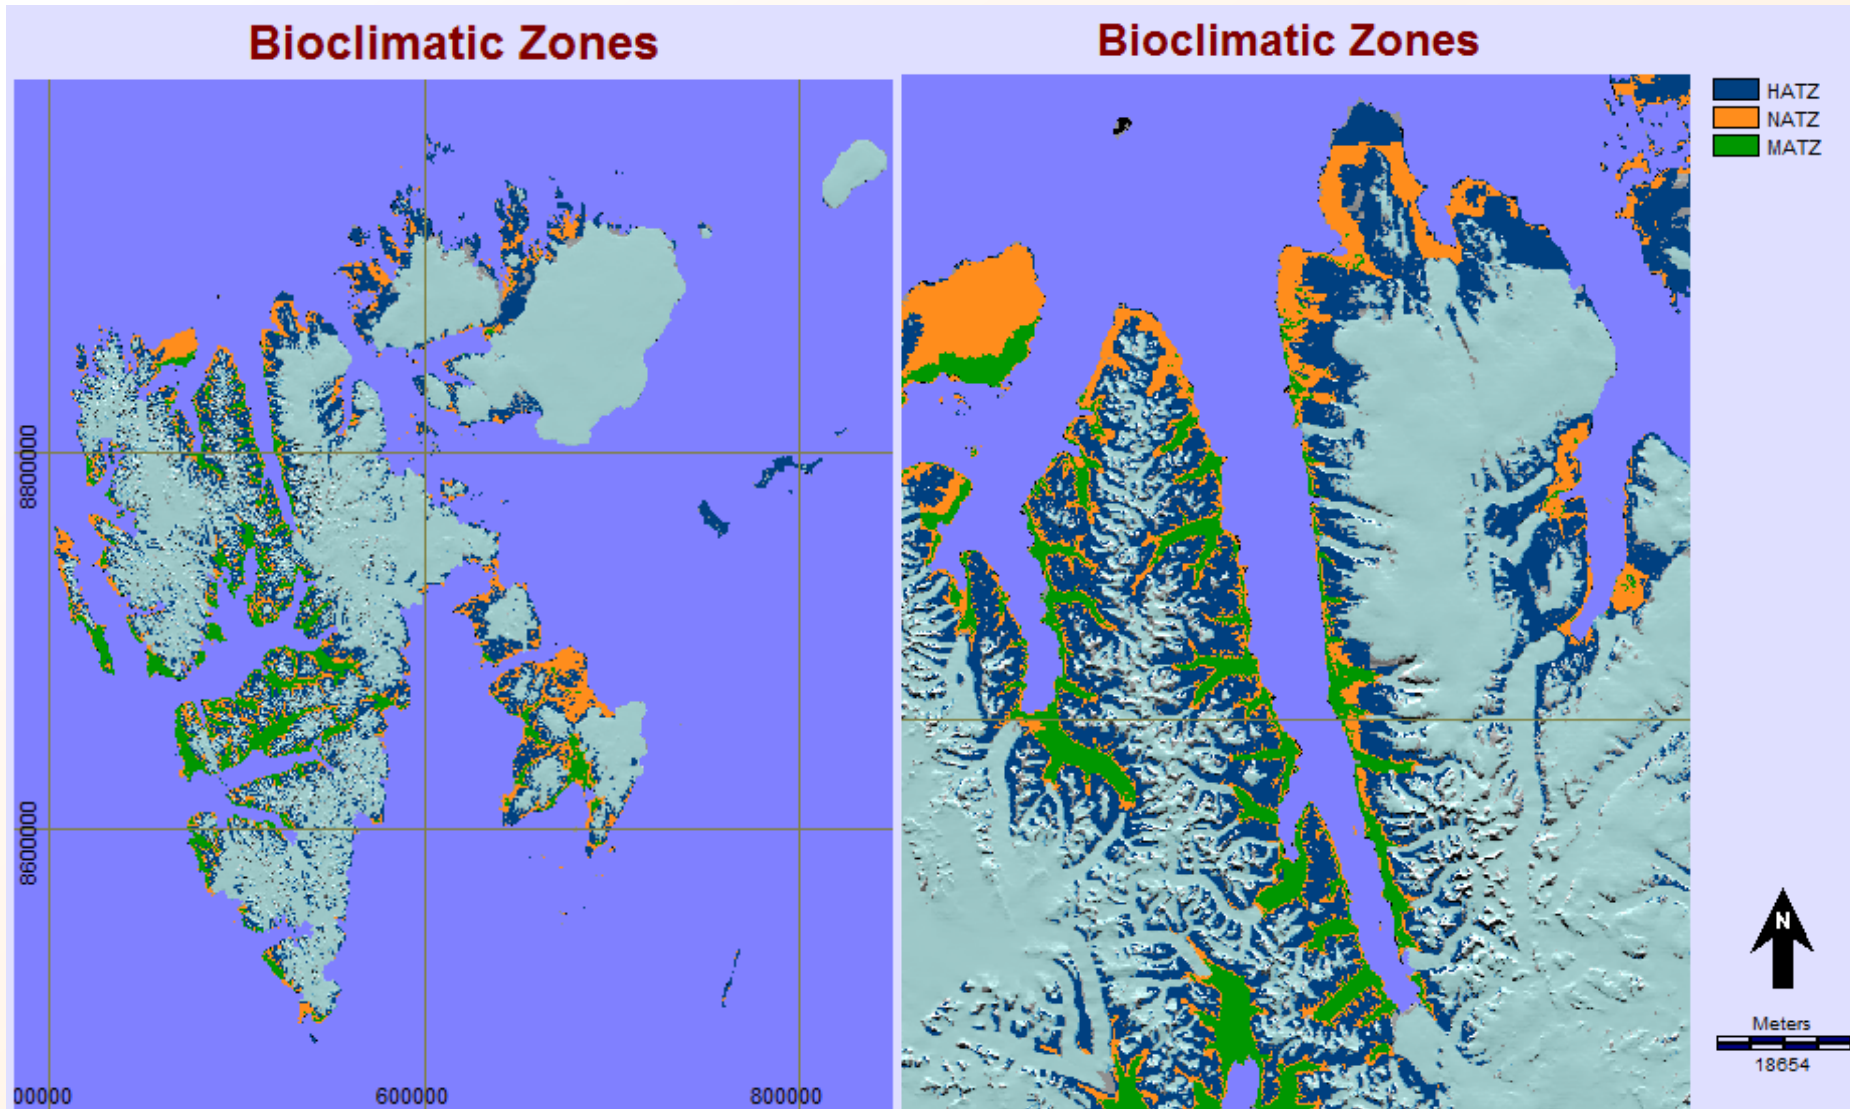 Bioclimatic Zones
8800000
8600000
00000
600000
800000
Bioclimatic Zones
HATZ
NATZ
MATZ
N
Meters
18654